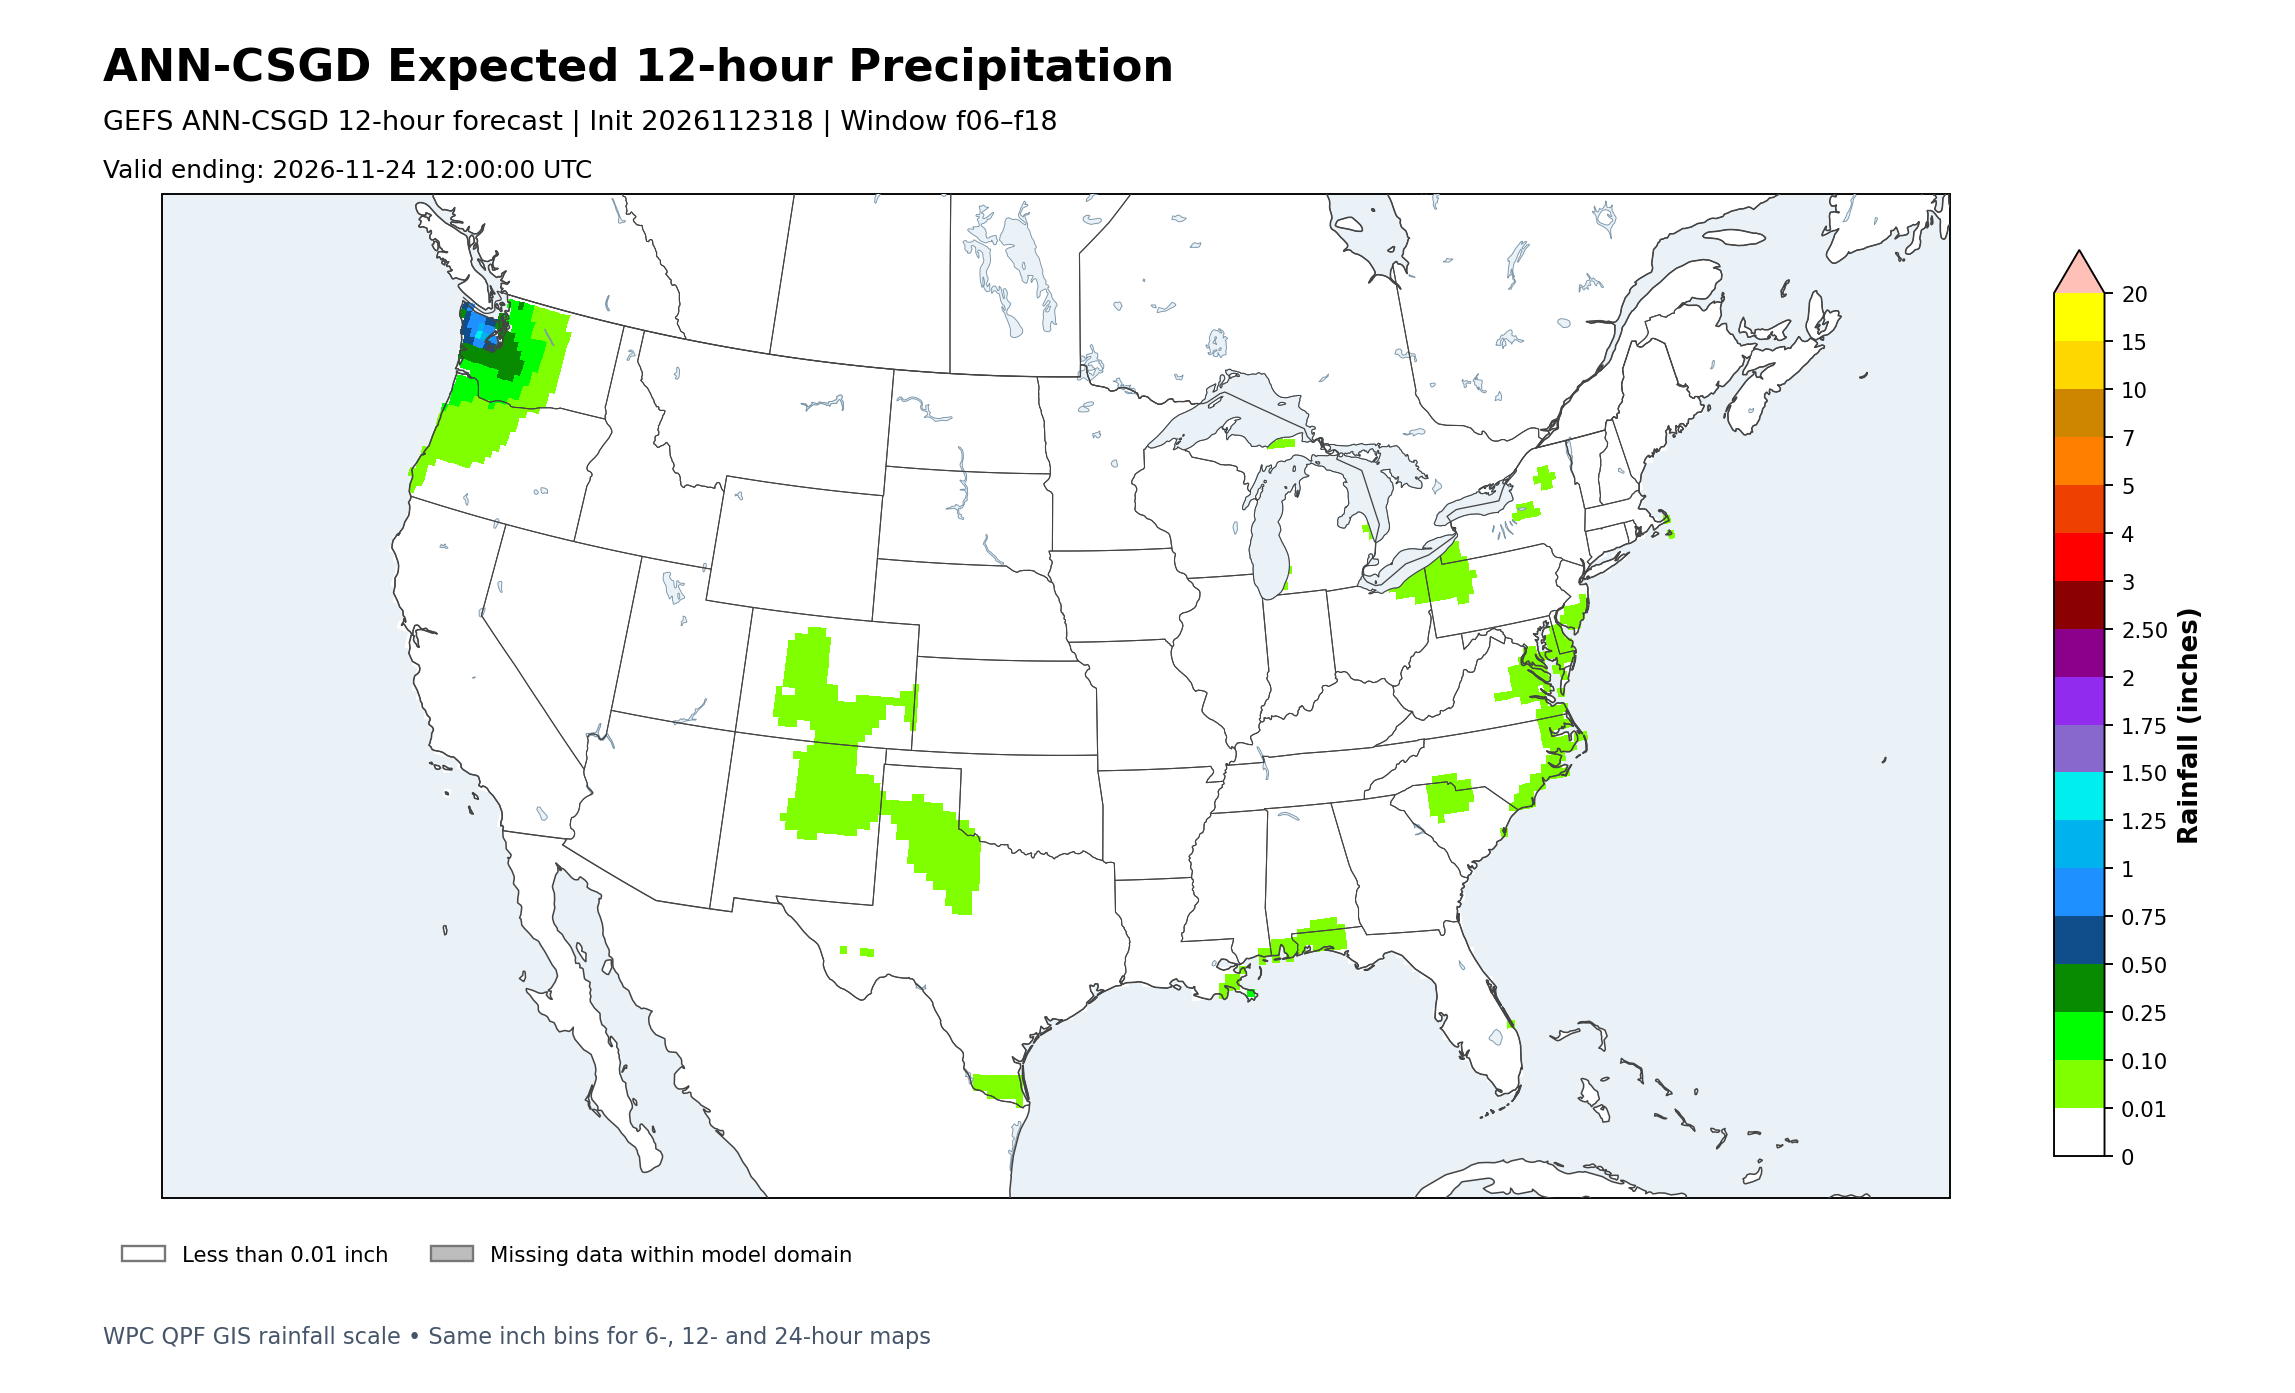 ANN-CSGD Expected 12-hour Precipitation
GEFS ANN-CSGD 12-hour forecast | Init 2026112318 | Window f06–f18
Valid ending: 2026-11-24 12:00:00 UTC
20
15
10
7
5
4
3
2.50
2
1.75
1.50
1.25
1
0.75
0.50
0.25
0.10
0.01
0
Rainfall (inches)
Less than 0.01 inch
Missing data within model domain
WPC QPF GIS rainfall scale • Same inch bins for 6-, 12- and 24-hour maps